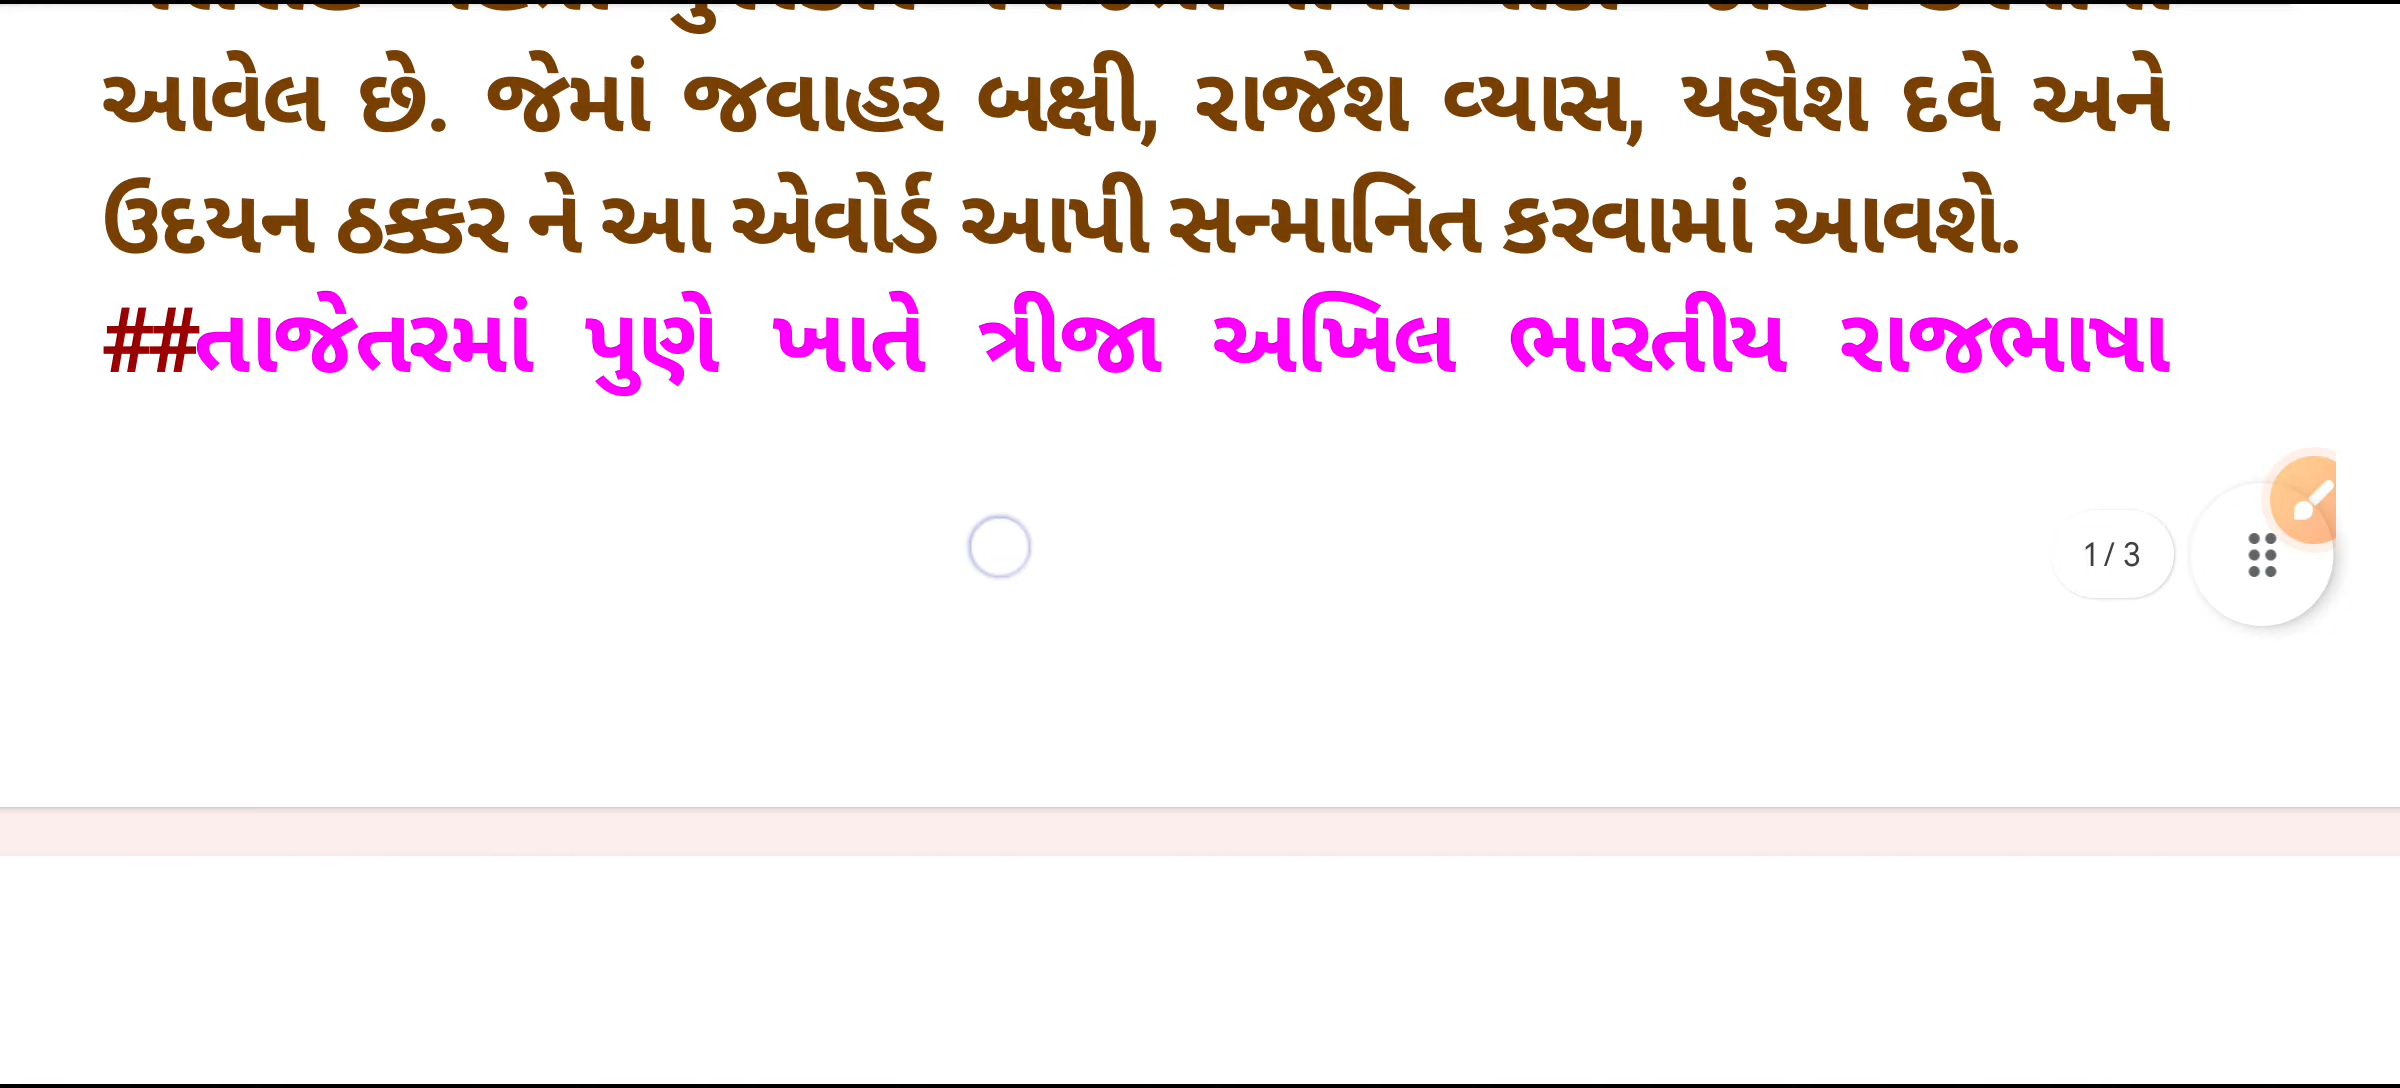 આવેલ છે. જેમાં જવાહર બક્ષી, રાજેશ વ્યાસ, યજ્ઞેશ દવે અને
ઉદયન ઠક્કર ને આ એવોર્ડ આપી સન્માનિત કરવામાં આવશે.
##તાજેતરમાં પુણે ખાતે ત્રીજા અખિલ ભારતીય રાજભાષા
1 / 3